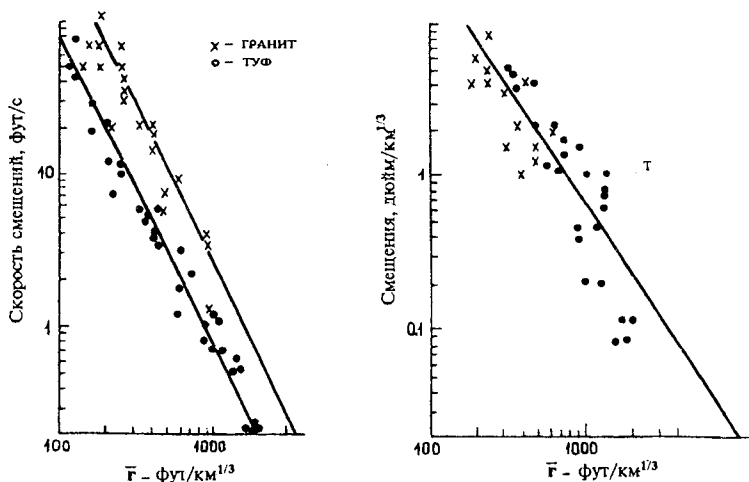 × – ГРАНИТ
● – ТУФ
Скорость смещений, фут/с
10
1
100
1000
r̅ – фут/км1/3
Смещения, дюйм/км1/3
T
1
0.1
100
1000
r̅ – фут/км1/3